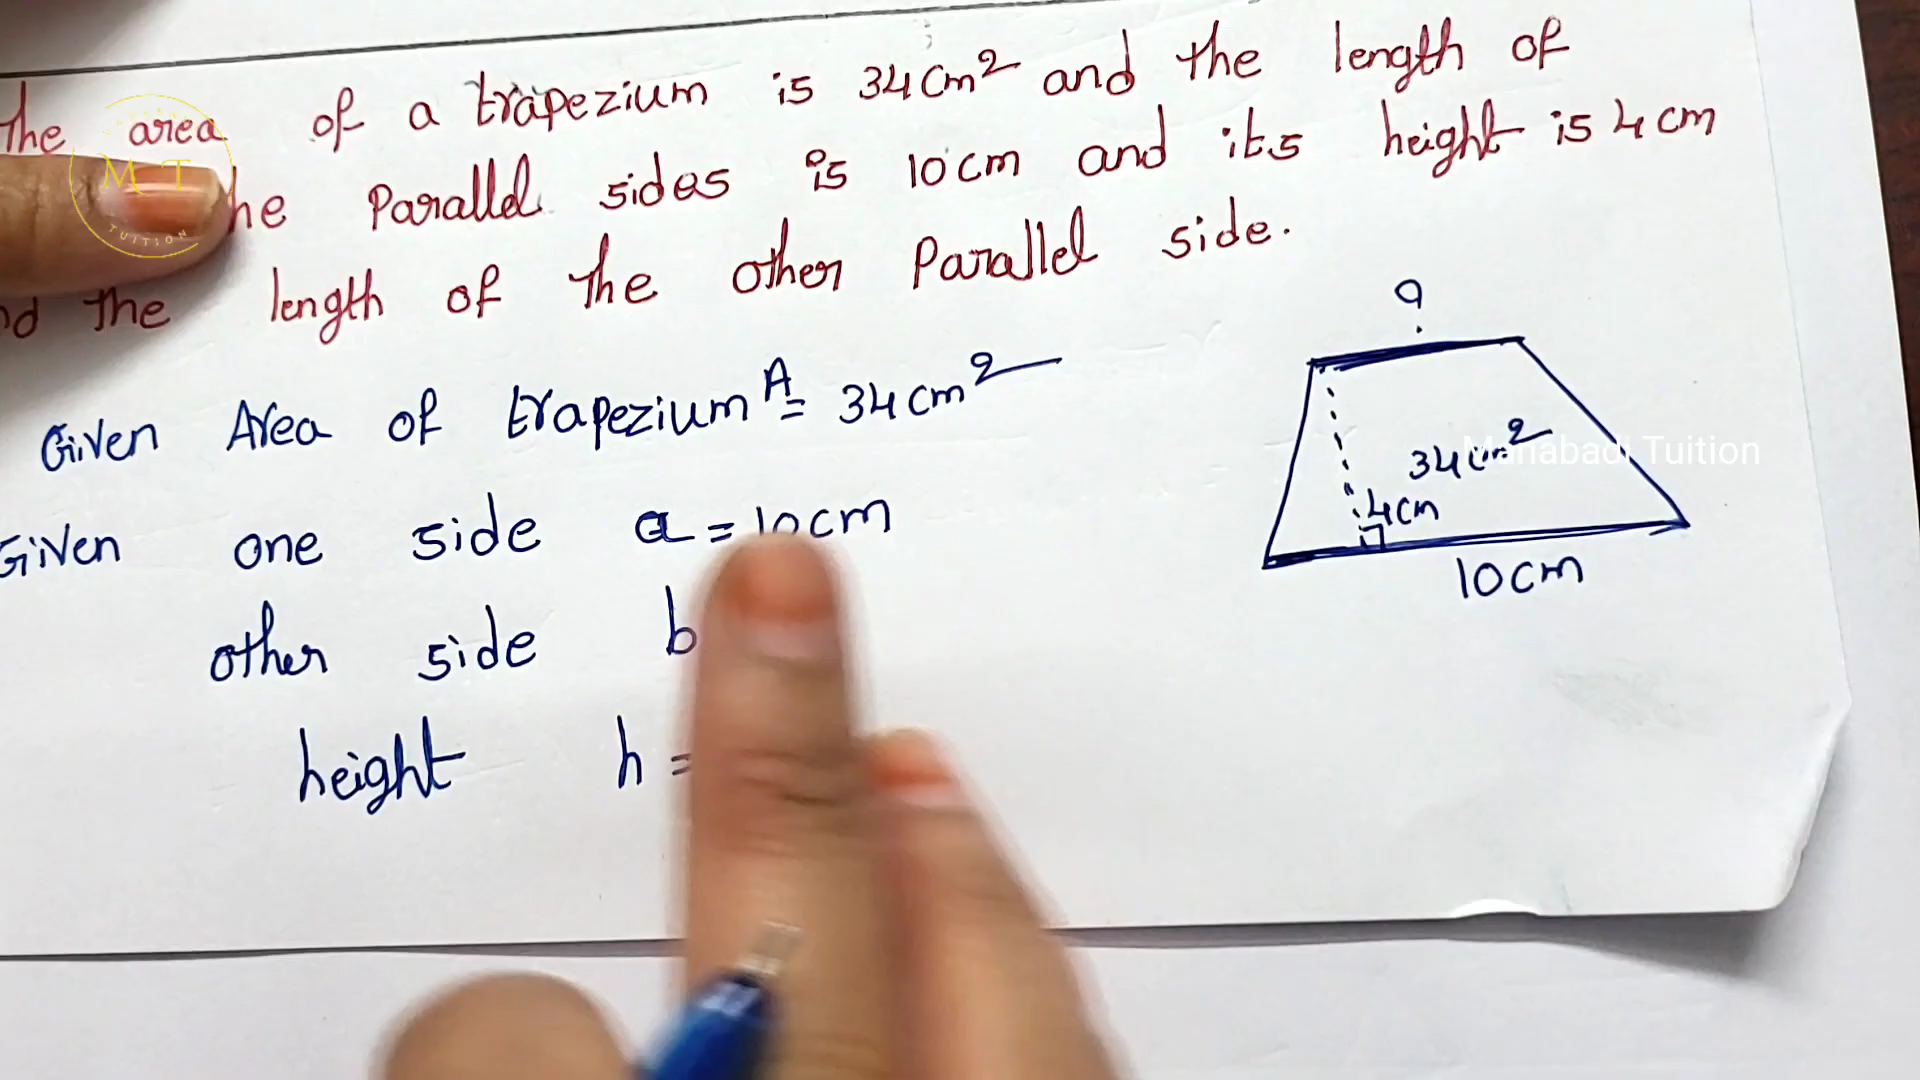 The area of a trapezium is 34cm² and the length of
he Parallel sides is 10cm and its height is 4cm
nd the length of the other Parallel side.
Given Area of trapezium A = 34cm²
Given one side a = 10cm
other side b
height h =
?
34cm²
4cm
10cm
M T
TUITION
Manabadi Tuition